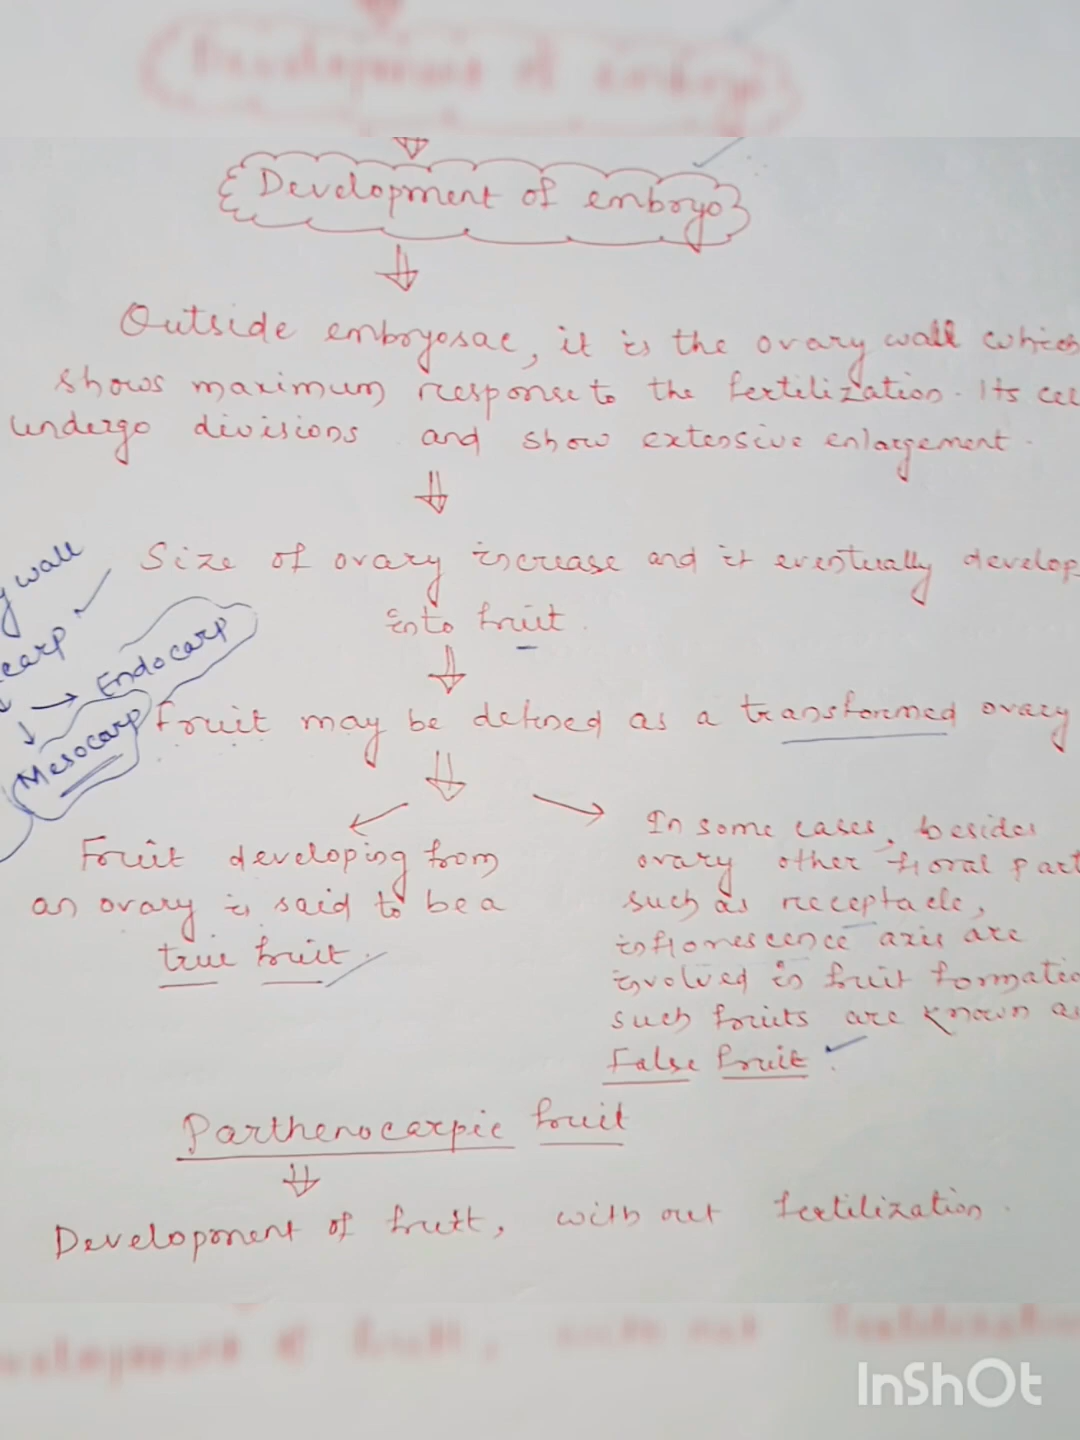 Development of embryo
Outside embryosac, it is the ovary wall which
shows maximum response to the fertilization. Its cel
undergo divisions and show extensive enlargement.
Size of ovary increase and it eventually develop
into fruit.
wall
carp
→ Endocarp
Mesocarp
Fruit may be defined as a transformed ovary
Fruit developing from
an ovary is said to be a
true fruit.
In some cases, besides
ovary other floral part
such as receptacle,
inflorescence axis are
involved in fruit formatio
such fruits are known as
False fruit.
Parthenocarpic fruit
Development of fruit, without fertilization.
InShOt